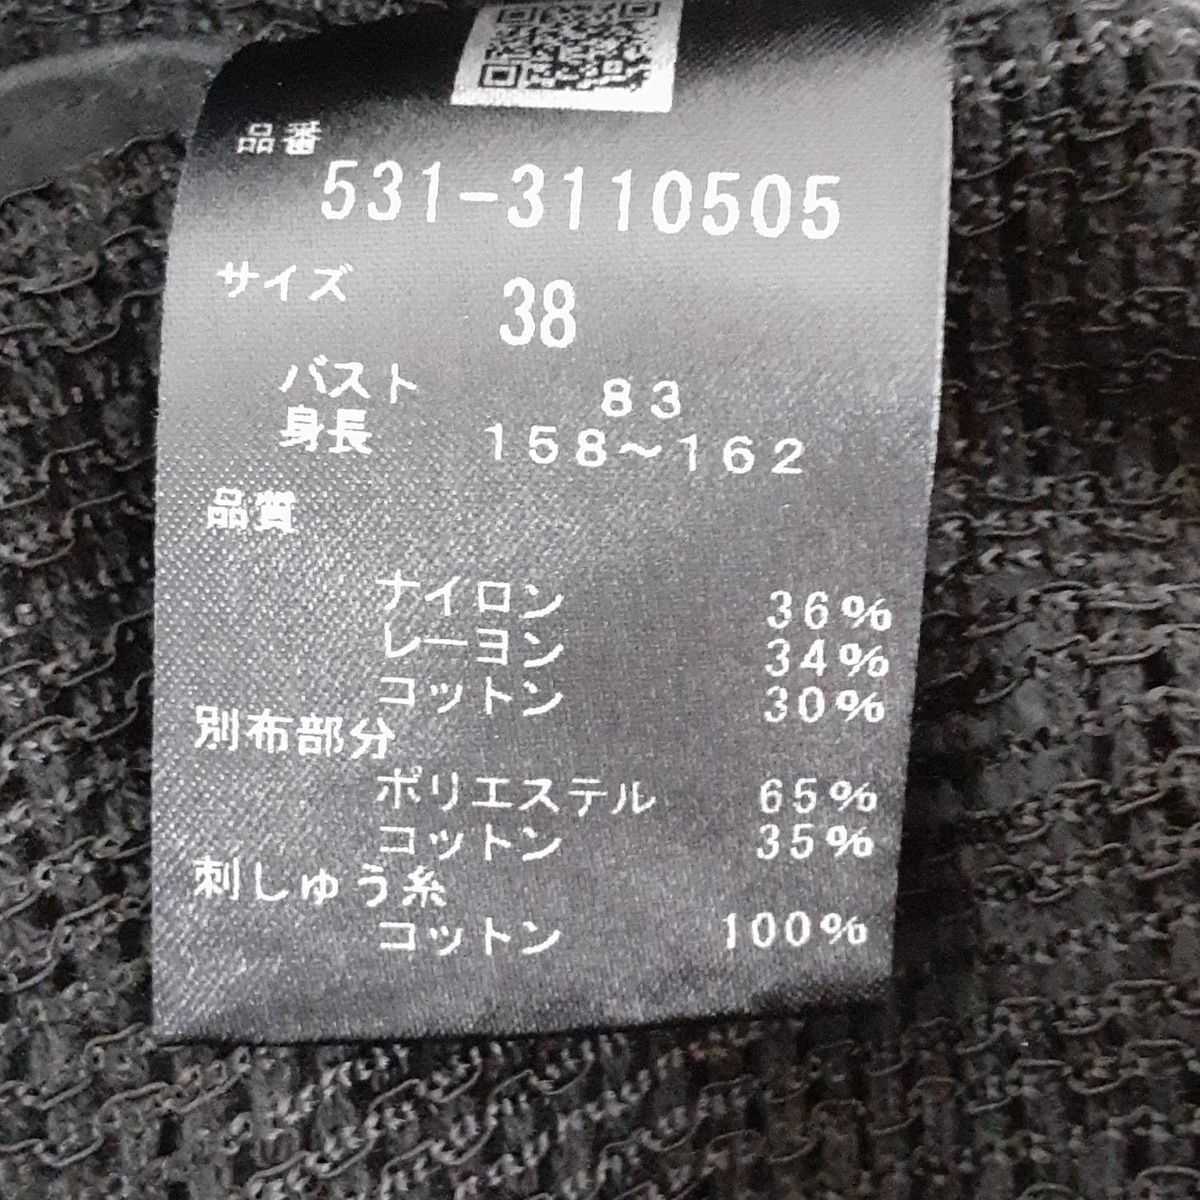 品番
531-3110505
サイズ 38
バスト 83
身長 158〜162
品質
ナイロン 36%
レーヨン 34%
コットン 30%
別布部分
ポリエステル 65%
コットン 35%
刺しゅう糸
コットン 100%